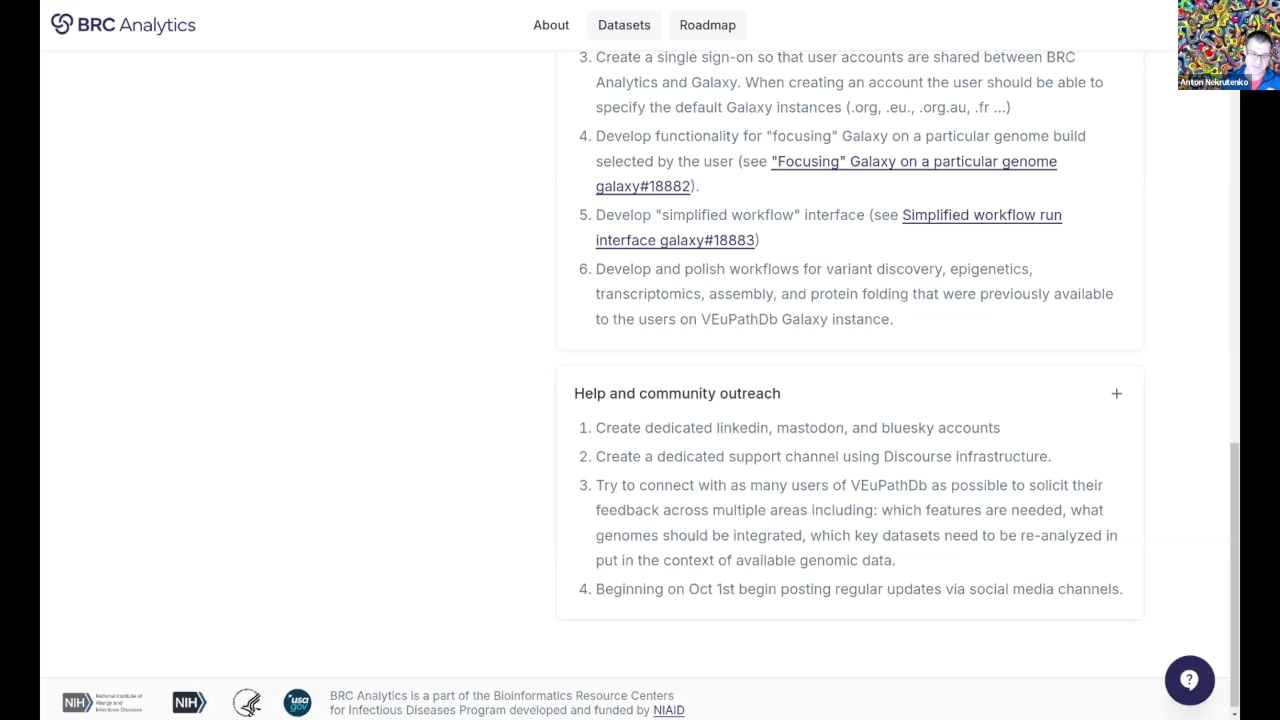 BRC Analytics
About
Datasets
Roadmap
Anton Nekrutenko
3. Create a single sign-on so that user accounts are shared between BRC
Analytics and Galaxy. When creating an account the user should be able to
specify the default Galaxy instances (.org, .eu., .org.au, .fr ...)
4. Develop functionality for "focusing" Galaxy on a particular genome build
selected by the user (see "Focusing" Galaxy on a particular genome
galaxy#18882).
5. Develop "simplified workflow" interface (see Simplified workflow run
interface galaxy#18883)
6. Develop and polish workflows for variant discovery, epigenetics,
transcriptomics, assembly, and protein folding that were previously available
to the users on VEuPathDb Galaxy instance.
Help and community outreach
1. Create dedicated linkedin, mastodon, and bluesky accounts
2. Create a dedicated support channel using Discourse infrastructure.
3. Try to connect with as many users of VEuPathDb as possible to solicit their
feedback across multiple areas including: which features are needed, what
genomes should be integrated, which key datasets need to be re-analyzed in
put in the context of available genomic data.
4. Beginning on Oct 1st begin posting regular updates via social media channels.
NIH
National Institute of
Allergy and
Infectious Diseases
NIH
usa
gov
BRC Analytics is a part of the Bioinformatics Resource Centers
for Infectious Diseases Program developed and funded by NIAID